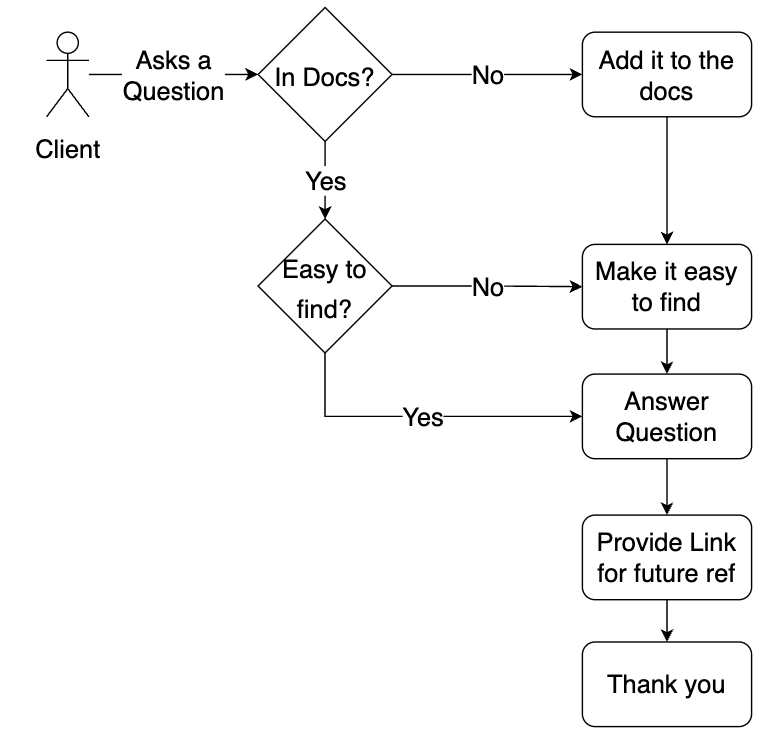 Asks a
Question
Client
In Docs?
No
Add it to the
docs
Yes
Easy to
find?
No
Make it easy
to find
Yes
Answer
Question
Provide Link
for future ref
Thank you